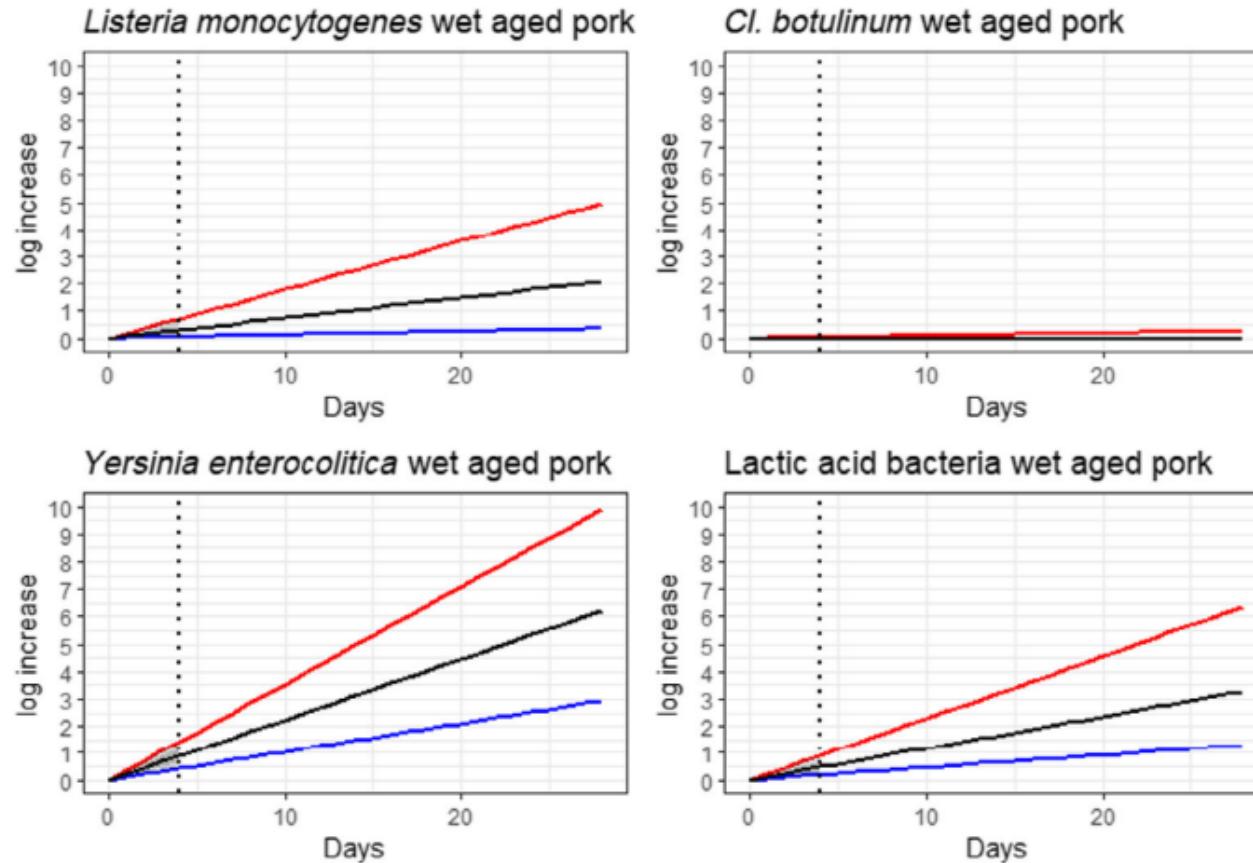 Listeria monocytogenes wet aged pork
10
9
8
7
6
5
4
3
2
1
0
log increase
0 10 20
Days
Cl. botulinum wet aged pork
10
9
8
7
6
5
4
3
2
1
0
log increase
0 10 20
Days
Yersinia enterocolitica wet aged pork
10
9
8
7
6
5
4
3
2
1
0
log increase
0 10 20
Days
Lactic acid bacteria wet aged pork
10
9
8
7
6
5
4
3
2
1
0
log increase
0 10 20
Days